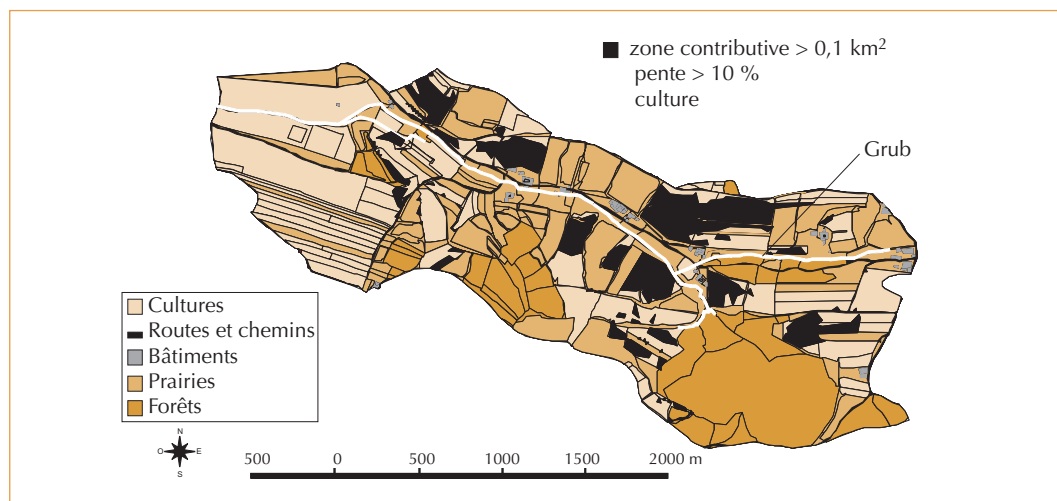 zone contributive > 0,1 km²
pente > 10 %
culture
Grub
Cultures
Routes et chemins
Bâtiments
Prairies
Forêts
N
O E
S
500 0 500 1000 1500 2000 m